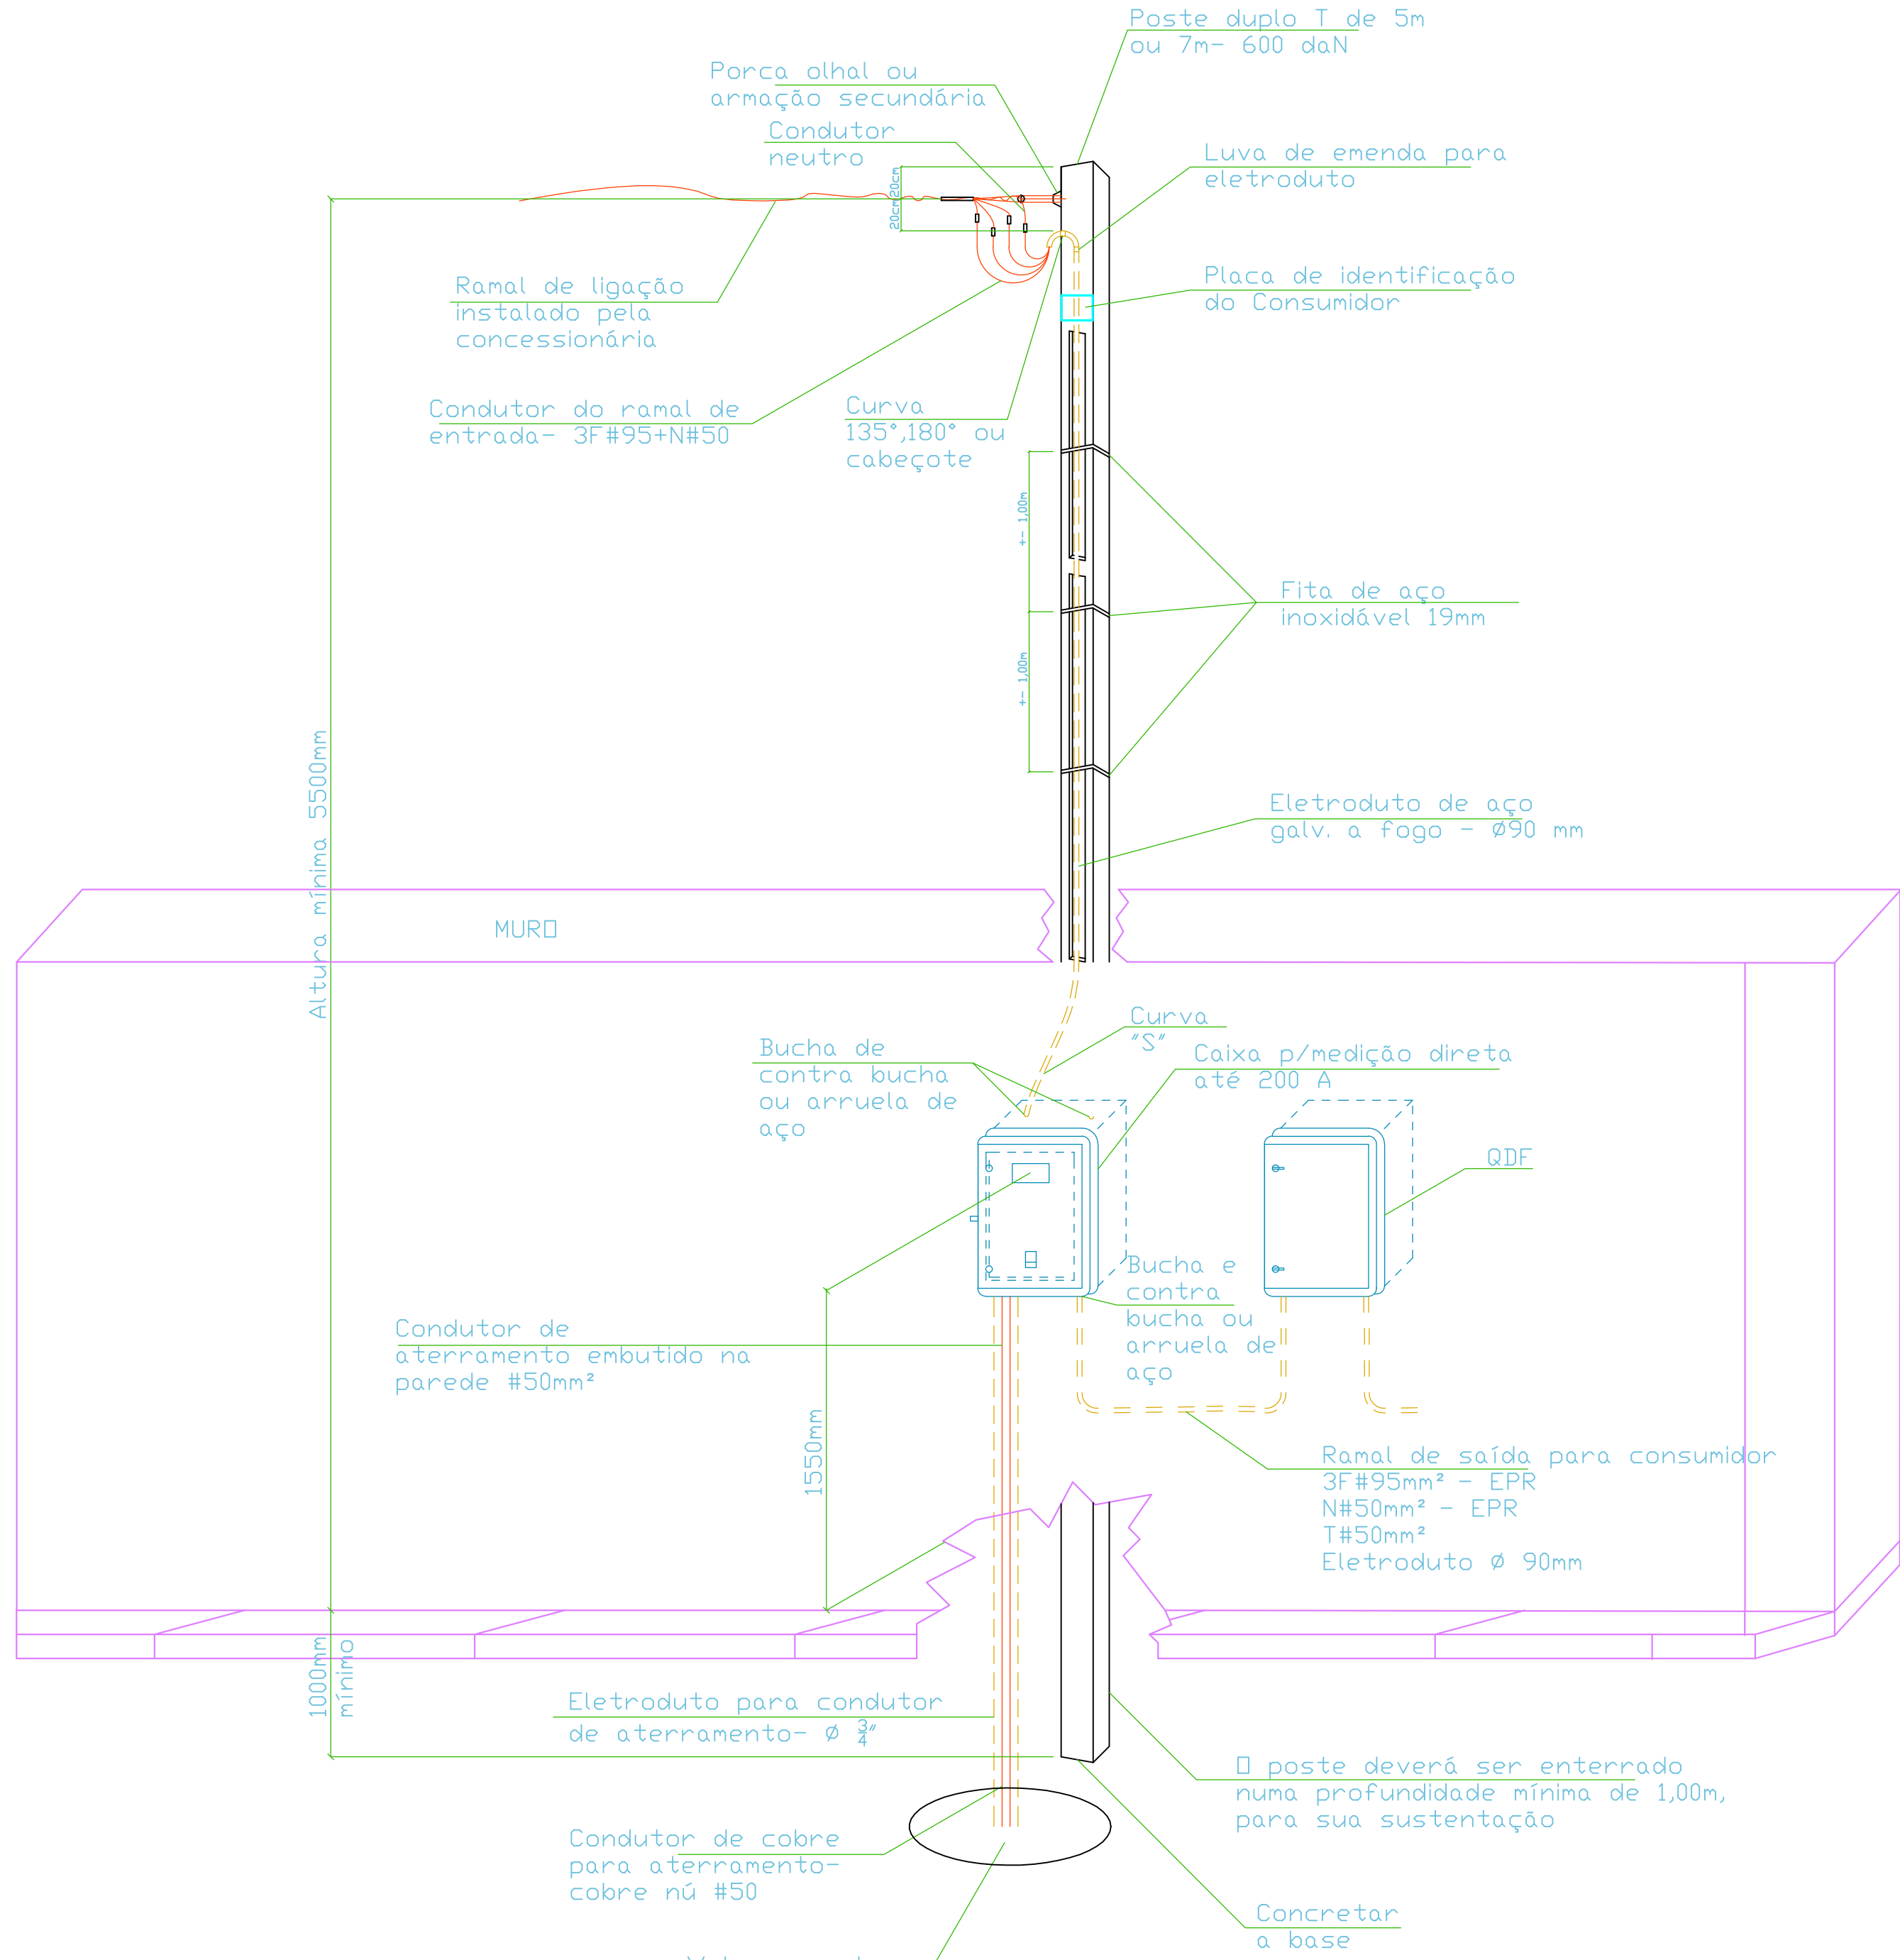 Poste duplo T de 5m
ou 7m- 600 daN
Porca olhal ou
armação secundária
Condutor
neutro
Luva de emenda para
eletroduto
20cm
20cm
Placa de identificação
do Consumidor
Ramal de ligação
instalado pela
concessionária
Condutor do ramal de
entrada- 3F#95+N#50
Curva
135°,180° ou
cabeçote
+- 1,00m
Fita de aço
inoxidável 19mm
+- 1,00m
Altura mínima 5500mm
Eletroduto de aço
galv. a fogo - Ø90 mm
MURO
Curva
"S"
Bucha de
contra bucha
ou arruela de
aço
Caixa p/medição direta
até 200 A
QDF
Bucha e
contra
bucha ou
arruela de
aço
Condutor de
aterramento embutido na
parede #50mm²
1550mm
Ramal de saída para consumidor
3F#95mm² - EPR
N#50mm² - EPR
T#50mm²
Eletroduto Ø 90mm
1000mm
mínimo
Eletroduto para condutor
de aterramento- Ø ¾"
O poste deverá ser enterrado
numa profundidade mínima de 1,00m,
para sua sustentação
Condutor de cobre
para aterramento-
cobre nú #50
Concretar
a base